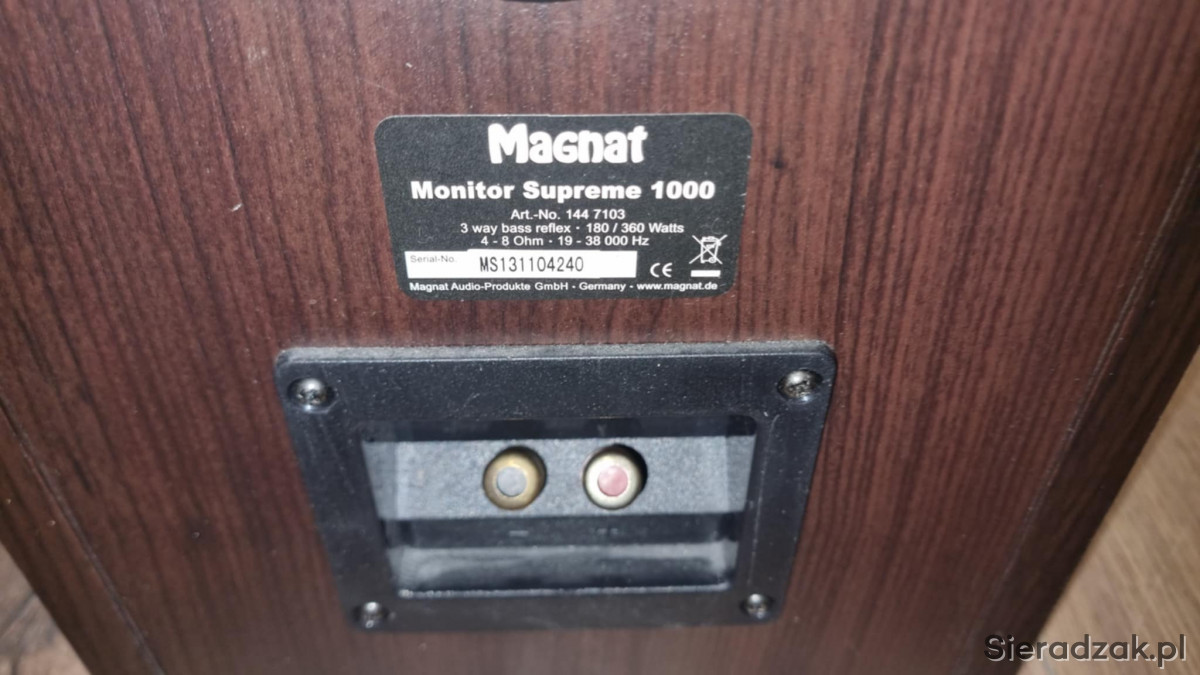 Magnat
Monitor Supreme 1000
Art.-No. 144 7103
3 way bass reflex · 180 / 360 Watts
4 - 8 Ohm · 19 - 38 000 Hz
Serial-No. MS131104240 CE
Magnat Audio-Produkte GmbH - Germany - www.magnat.de
Sieradzak.pl